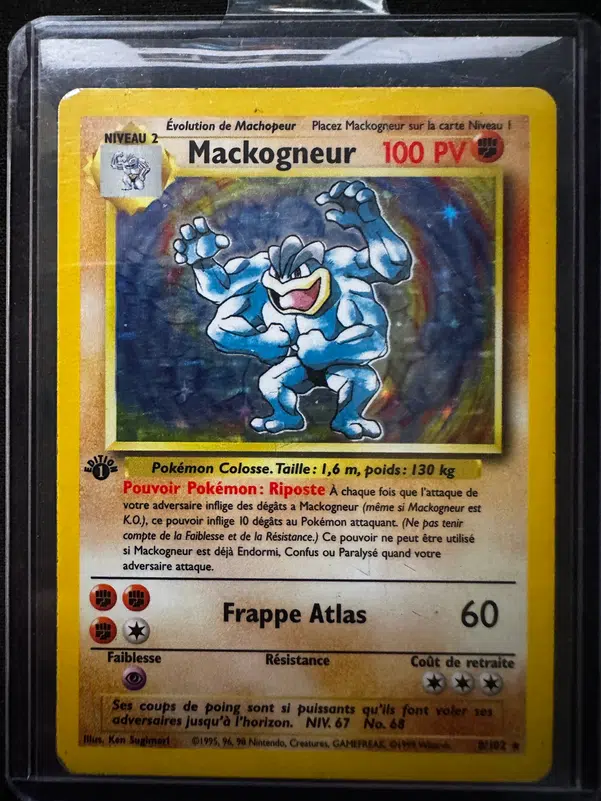 Évolution de Machopeur Placez Mackogneur sur la carte Niveau 1
NIVEAU 2
Mackogneur 100 PV
EDITION
1
Pokémon Colosse. Taille : 1,6 m, poids : 130 kg
Pouvoir Pokémon : Riposte À chaque fois que l'attaque de
votre adversaire inflige des dégâts a Mackogneur (même si Mackogneur est
K.O.), ce pouvoir inflige 10 dégâts au Pokémon attaquant. (Ne pas tenir
compte de la Faiblesse et de la Résistance.) Ce pouvoir ne peut être utilisé
si Mackogneur est déjà Endormi, Confus ou Paralysé quand votre
adversaire attaque.
Frappe Atlas 60
Faiblesse Résistance Coût de retraite
Ses coups de poing sont si puissants qu'ils font voler ses
adversaires jusqu'à l'horizon. NIV. 67 No. 68
Illus. Ken Sugimori ©1995, 96, 98 Nintendo, Creatures, GAMEFREAK. ©1999 Wizards. 8/102 ★